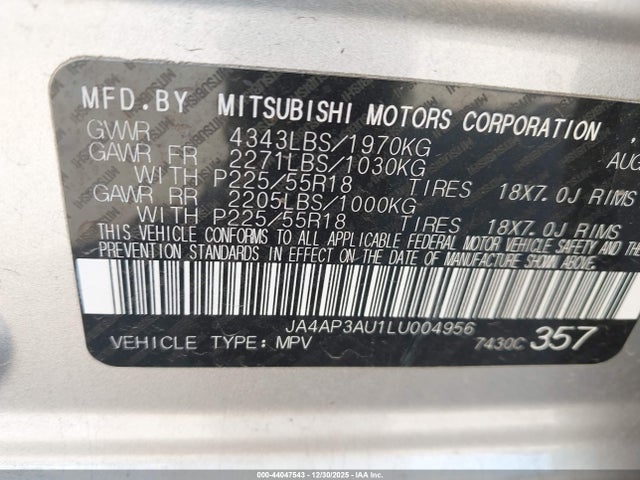 MFD.BY MITSUBISHI MOTORS CORPORATION
GVWR 4343LBS/1970KG AUG
GAWR FR 2271LBS/1030KG
WITH P225/55R18 TIRES 18X7.0J RIMS
GAWR RR 2205LBS/1000KG
WITH P225/55R18 TIRES 18X7.0J RIMS
THIS VEHICLE CONFORMS TO ALL APPLICABLE FEDERAL MOTOR VEHICLE SAFETY AND THE
PREVENTION STANDARDS IN EFFECT ON THE DATE OF MANUFACTURE SHOWN ABOVE.
JA4AP3AU1LU004956
VEHICLE TYPE: MPV 7430C 357
000-44047543 - 12/30/2025 - IAAI.COM